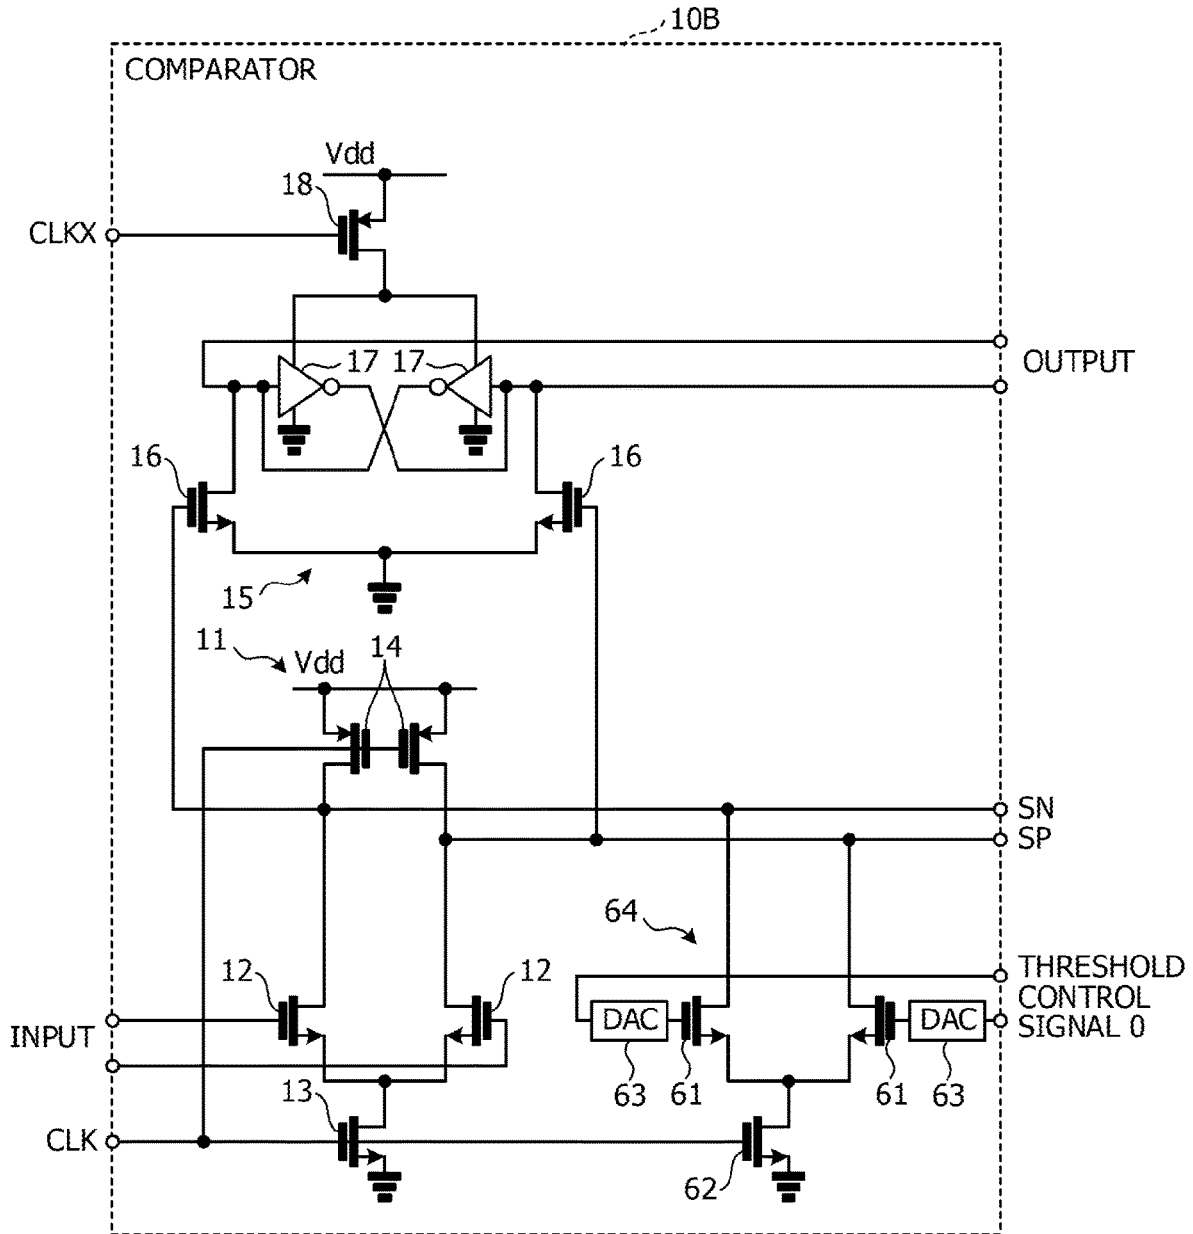 10B
COMPARATOR
Vdd
18
CLKX
17
17
OUTPUT
16
16
15
11
Vdd
14
SN
SP
64
12
12
THRESHOLD
CONTROL
SIGNAL 0
INPUT
DAC
DAC
63
61
61
63
13
CLK
62